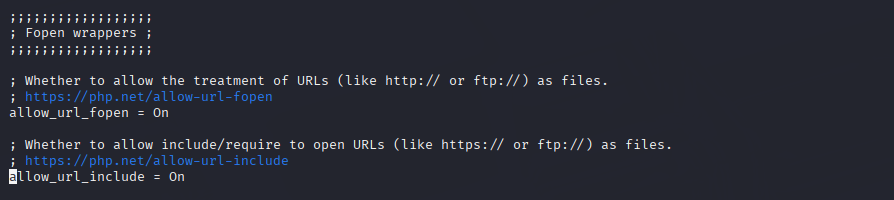 ;;;;;;;;;;;;;;;;;;
; Fopen wrappers ;
;;;;;;;;;;;;;;;;;;
; Whether to allow the treatment of URLs (like http:// or ftp://) as files.
; https://php.net/allow-url-fopen
allow_url_fopen = On
; Whether to allow include/require to open URLs (like https:// or ftp://) as files.
; https://php.net/allow-url-include
allow_url_include = On